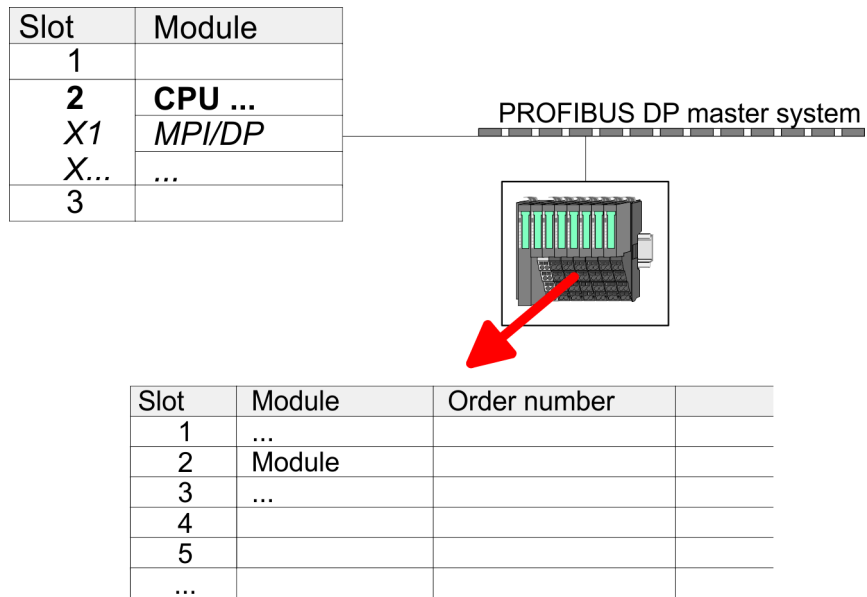 Slot Module
1
2 CPU ...
X1 MPI/DP
X... ...
3
PROFIBUS DP master system
Slot Module Order number
1 ...
2 Module
3 ...
4
5
...